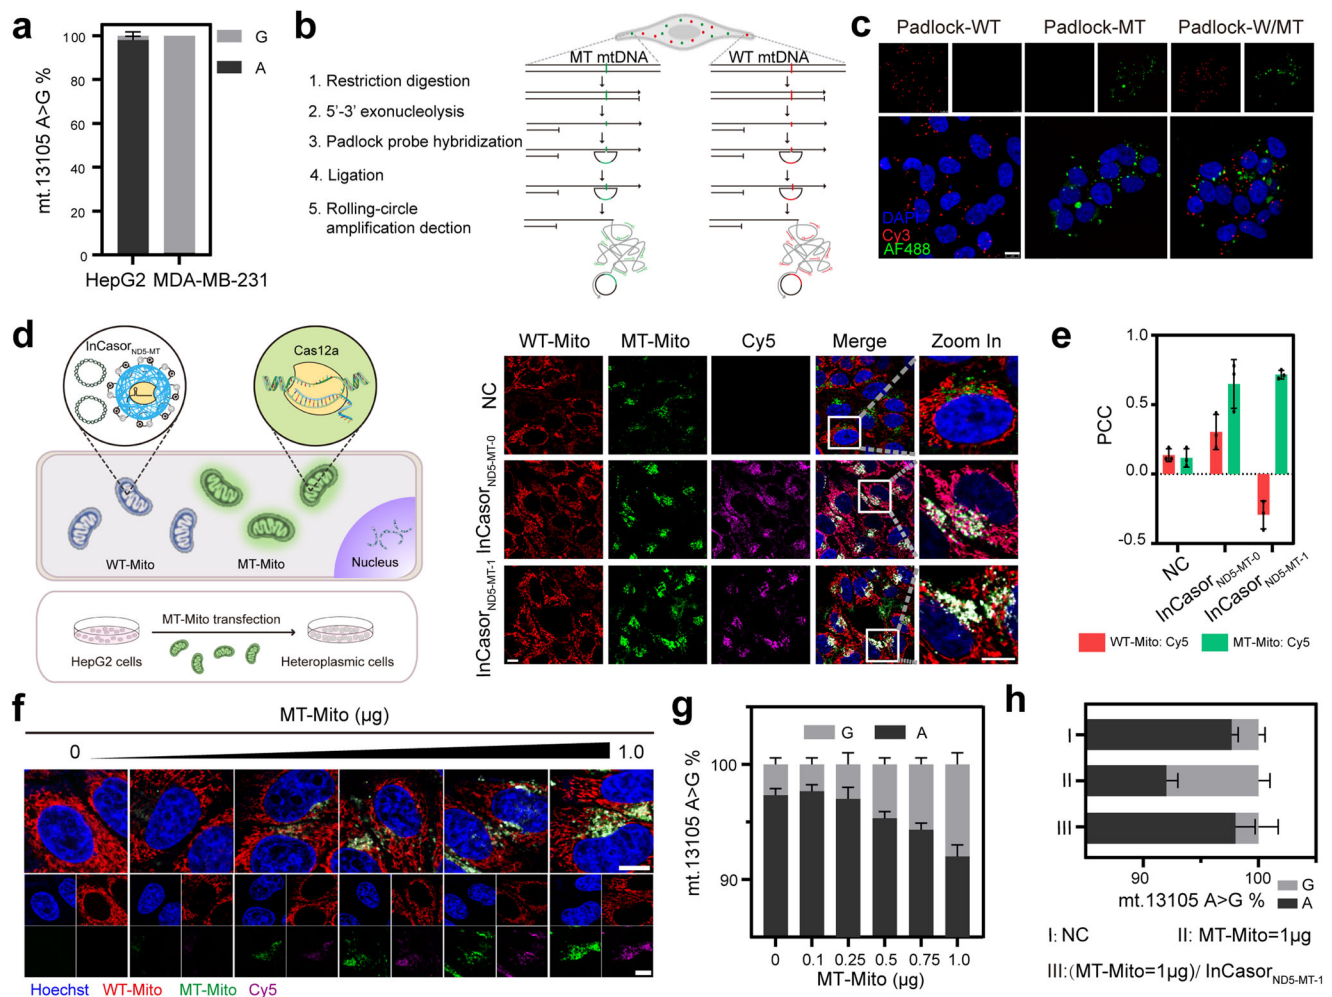 a
mt.13105 A>G %
100
80
60
40
20
0
G
A
HepG2 MDA-MB-231
b
1. Restriction digestion
2. 5'-3' exonucleolysis
3. Padlock probe hybridization
4. Ligation
5. Rolling-circle
amplification dection
MT mtDNA
WT mtDNA
c
Padlock-WT Padlock-MT Padlock-W/MT
DAPI
Cy3
AF488
d
InCasor ND5-MT
Cas12a
WT-Mito
MT-Mito
Nucleus
MT-Mito transfection
HepG2 cells
Heteroplasmic cells
WT-Mito MT-Mito Cy5 Merge Zoom In
NC
InCasor ND5-MT-0
InCasor ND5-MT-1
e
PCC
1.0
0.5
0.0
-0.5
NC
InCasor ND5-MT-0
InCasor ND5-MT-1
WT-Mito: Cy5 MT-Mito: Cy5
f
MT-Mito (µg)
0 1.0
Hoechst WT-Mito MT-Mito Cy5
g
mt.13105 A>G %
G A
100
90
0 0.1 0.25 0.5 0.75 1.0
MT-Mito (µg)
h
I
II
III
90 100
mt.13105 A>G %
G
A
I: NC II: MT-Mito=1µg
III:(MT-Mito=1µg)/ InCasor ND5-MT-1